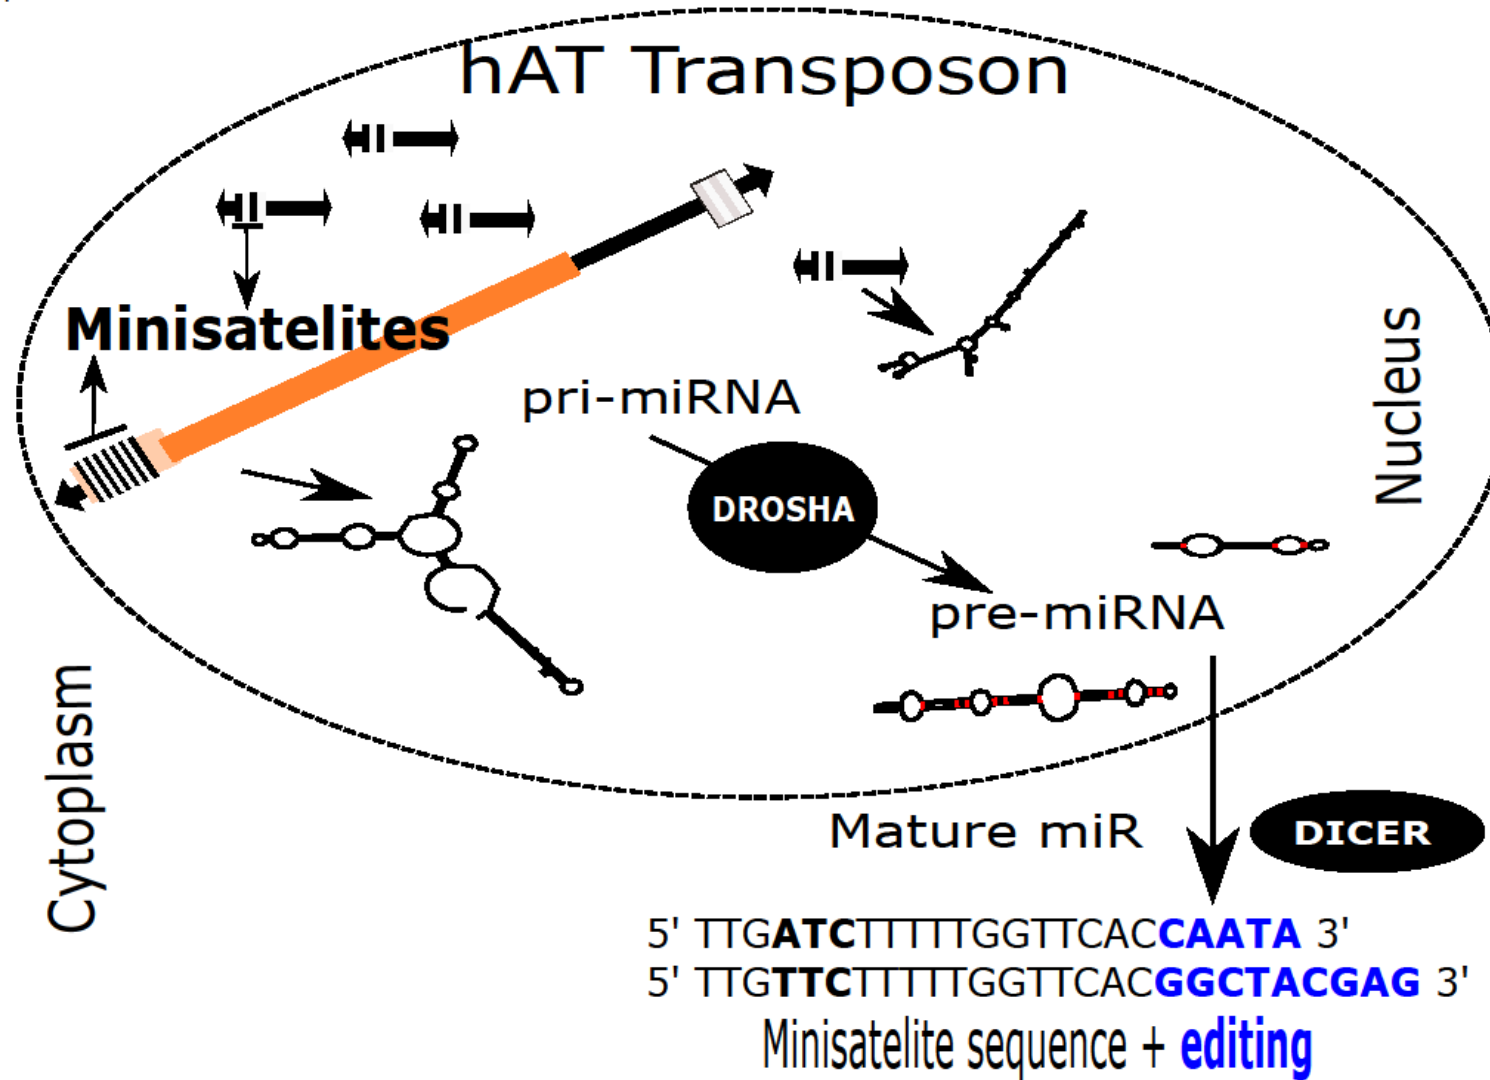 hAT Transposon
Minisatelites
pri-miRNA
Nucleus
DROSHA
pre-miRNA
Cytoplasm
Mature miR
DICER
5' TTGATCTTTTTGGTTCACCAATA 3'
5' TTGTTCTTTTTGGTTCACGGCTACGAG 3'
Minisatelite sequence + editing